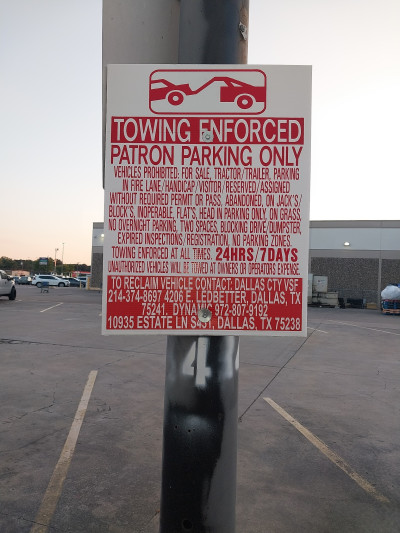 TOWING ENFORCED
PATRON PARKING ONLY
VEHICLES PROHIBITED: FOR SALE, TRACTOR/TRAILER, PARKING
IN FIRE LANE/HANDICAP/VISITOR/RESERVED/ASSIGNED
WITHOUT REQUIRED PERMIT OR PASS. ABANDONED, ON JACK'S/
BLOCK'S, INOPERABLE, FLAT'S, HEAD IN PARKING ONLY, ON GRASS,
NO OVERNIGHT PARKING, TWO SPACES, BLOCKING DRIVE/DUMPSTER,
EXPIRED INSPECTIONS/REGISTRATION, NO PARKING ZONES.
TOWING ENFORCED AT ALL TIMES. 24HRS/7DAYS
UNAUTHORIZED VEHICLES WILL BE TOWED AT OWNERS OR OPERATORS EXPENSE.
TO RECLAIM VEHICLE CONTACT: DALLAS CTY VSF
214-374-8697 4206 E. LEDBETTER, DALLAS, TX
75241. 972-807-9192
10935 ESTATE LN S451, DALLAS, TX 75238
4